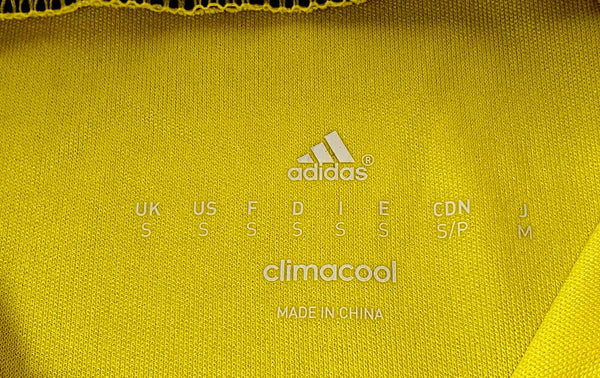 adidas®
UK US F D I E CDN J
S S S S S S S/P M
climacool
MADE IN CHINA